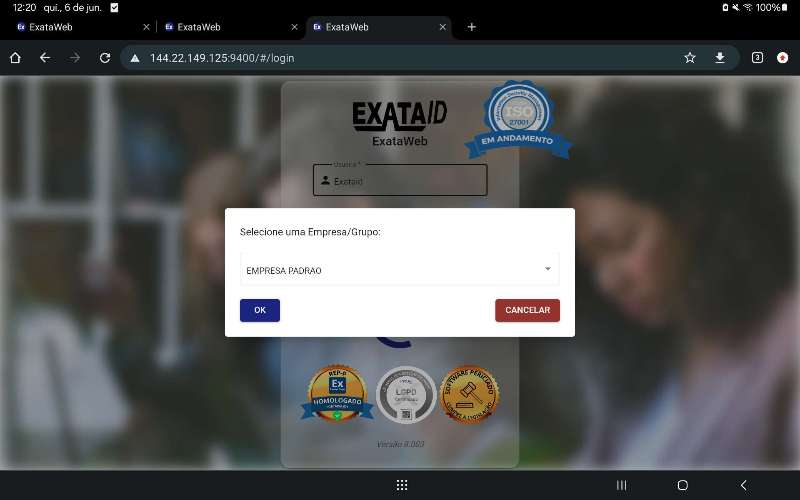 12:20 qui., 6 de jun. 100%
ExataWeb
ExataWeb
ExataWeb
144.22.149.125:9400/#/login
3
EXATAID
ExataWeb
ISO
27001
EM ANDAMENTO
Usuário *
Exataid
Selecione uma Empresa/Grupo:
EMPRESA PADRAO
OK
CANCELAR
REP-P
Ex
HOMOLOGADO
LGPD
SOFTWARE PERICIADO
Versão 8.003